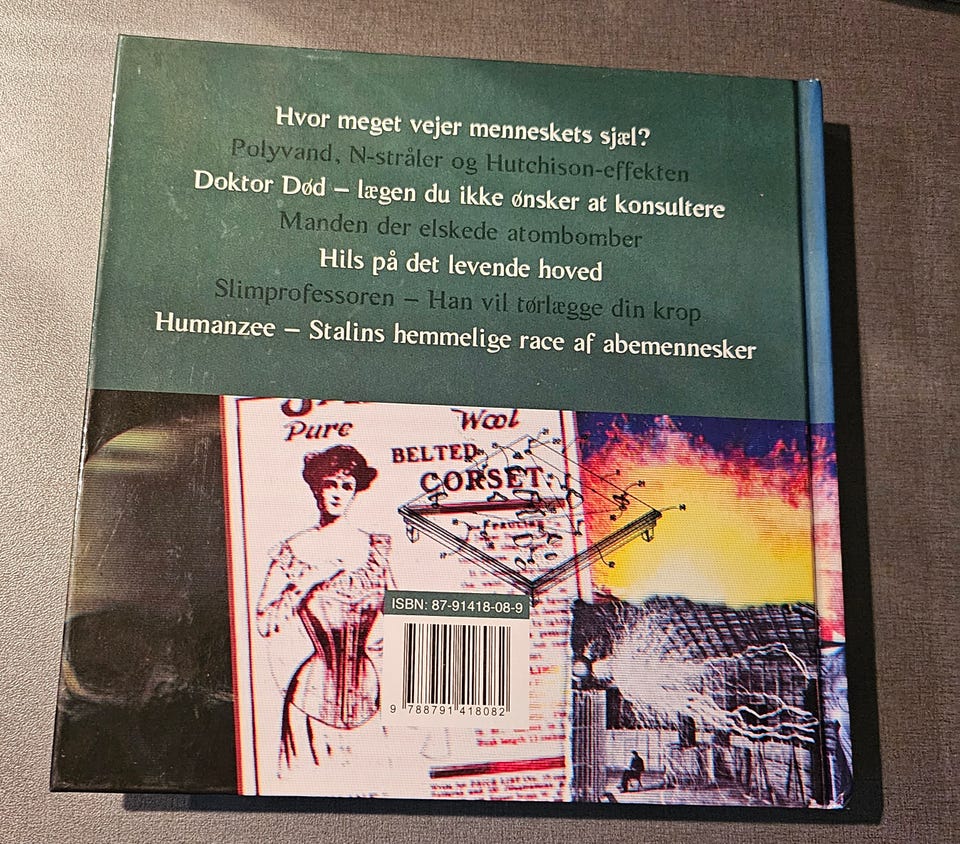 Hvor meget vejer menneskets sjæl?
Polyvand, N-stråler og Hutchison-effekten
Doktor Død – lægen du ikke ønsker at konsultere
Manden der elskede atombomber
Hils på det levende hoved
Slimprofessoren – Han vil tørlægge din krop
Humanzee – Stalins hemmelige race af abemennesker
Pure Wool
BELTED
CORSET.
ISBN: 87-91418-08-9
9 788791 418082